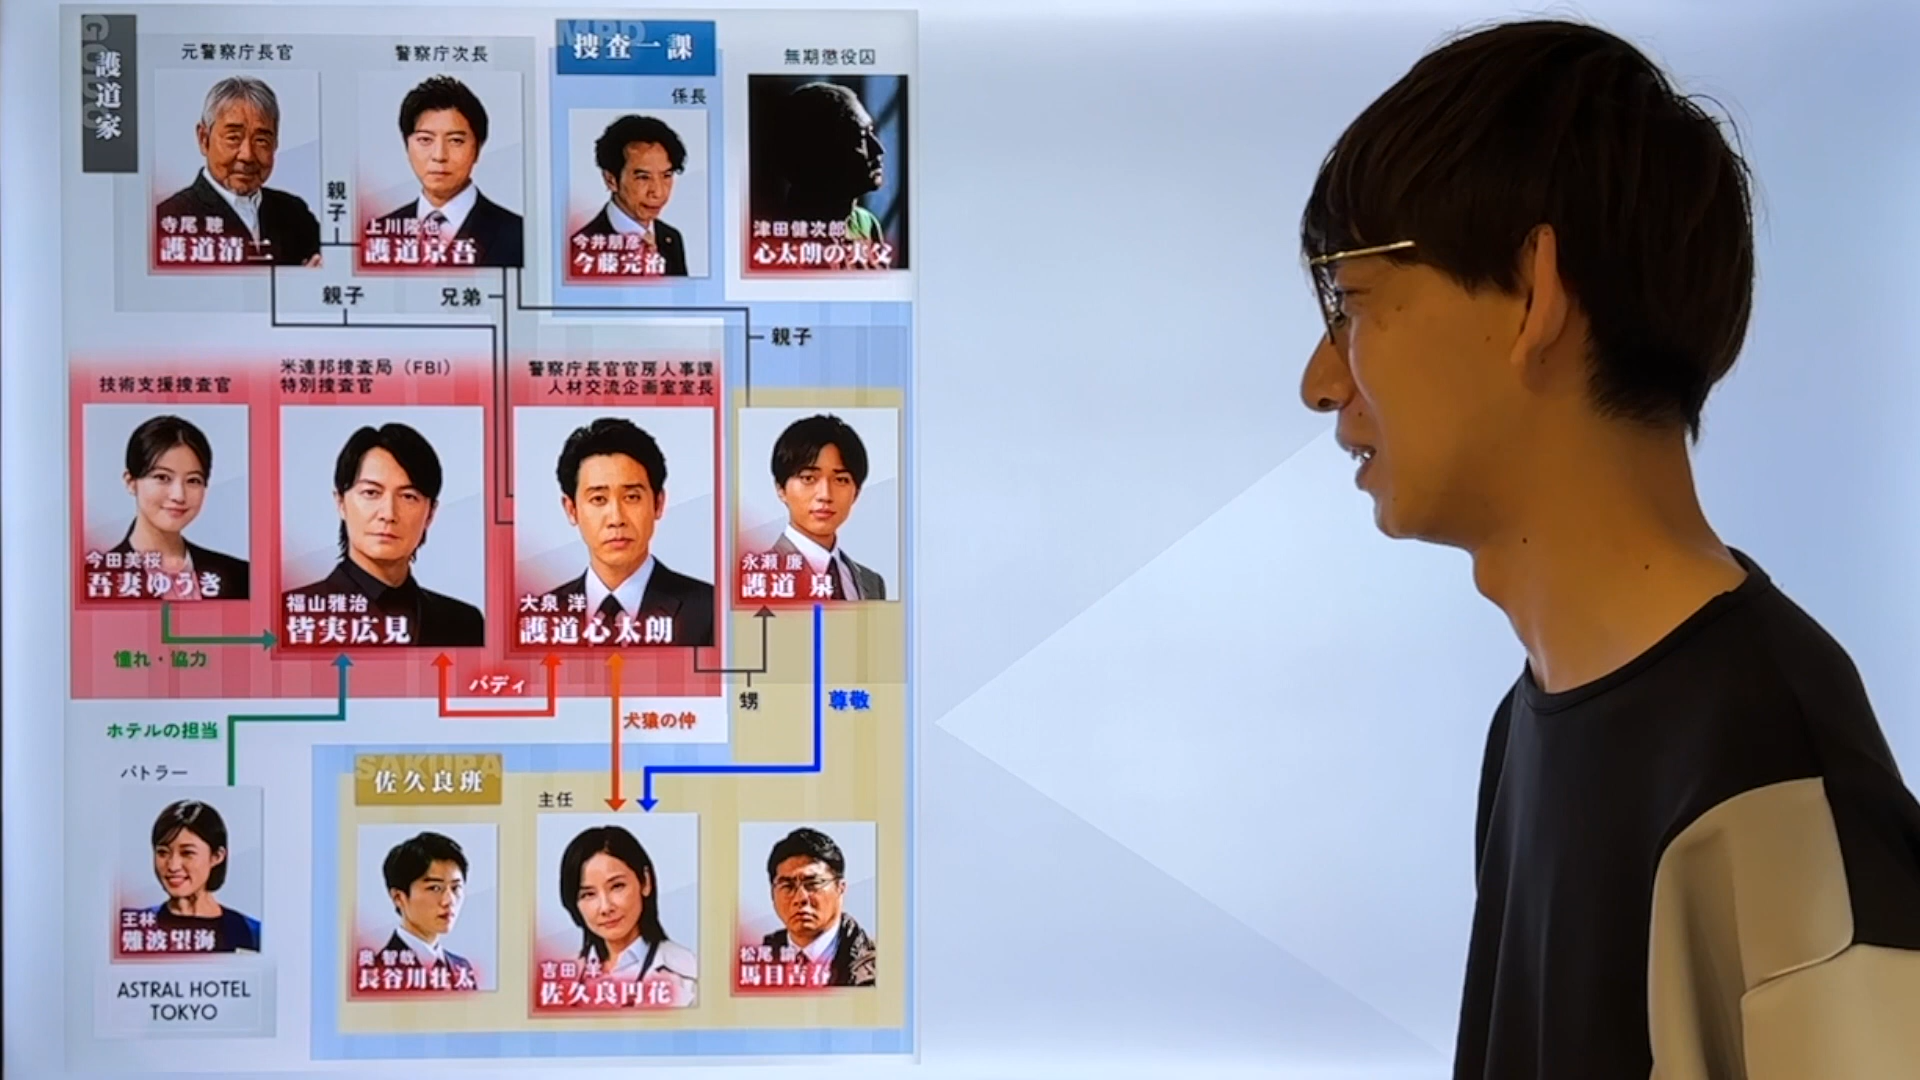 GODO
護道家
元警察庁長官
寺尾 聰
護道清二
親子
警察庁次長
上川隆也
護道京吾
MPD
捜査一課
係長
今井朋彦
今藤完治
無期懲役囚
津田健次郎
心太朗の実父
親子
兄弟
親子
技術支援捜査官
今田美桜
吾妻ゆうき
米連邦捜査局（FBI）
特別捜査官
福山雅治
皆実広見
警察庁長官官房人事課
人材交流企画室室長
大泉 洋
護道心太朗
永瀬 廉
護道 泉
憧れ・協力
バディ
甥
尊敬
犬猿の仲
ホテルの担当
バトラー
王林
難波望海
ASTRAL HOTEL
TOKYO
SAKURA
佐久良班
奥 智哉
長谷川壮太
主任
吉田 羊
佐久良円花
松尾 諭
馬目吉春